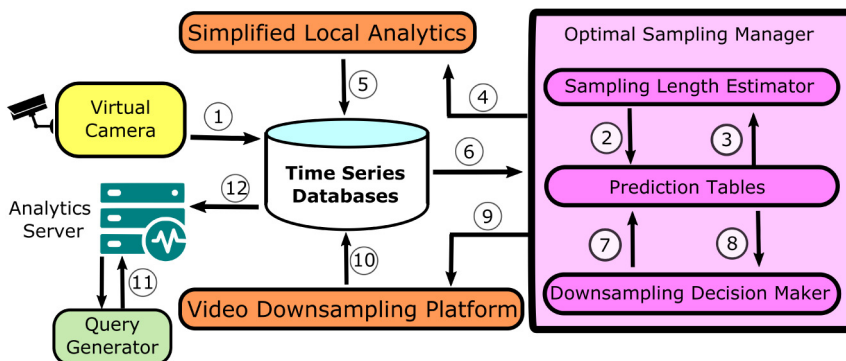 Simplified Local Analytics
Optimal Sampling Manager
Sampling Length Estimator
5
4
Virtual
Camera
1
2
3
Time Series
Databases
6
Prediction Tables
12
Analytics
Server
9
7
8
10
11
Video Downsampling Platform
Downsampling Decision Maker
Query
Generator